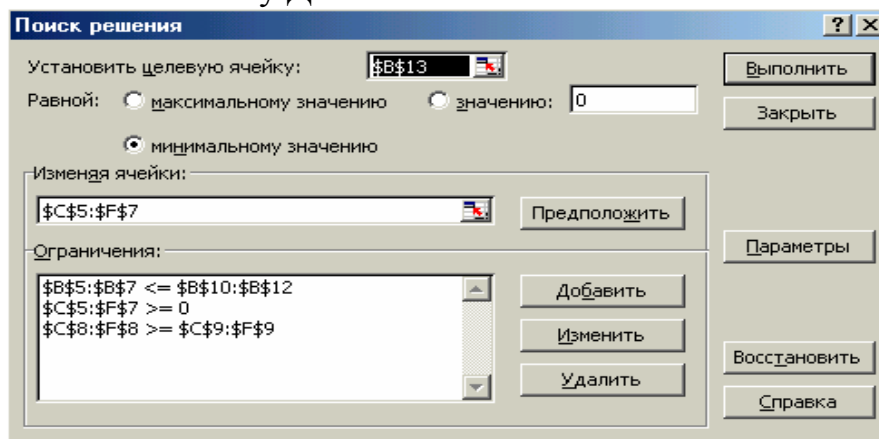 Поиск решения
Установить целевую ячейку: $B$13
Выполнить
Равной: максимальному значению значению: 0
Закрыть
минимальному значению
Изменяя ячейки:
$C$5:$F$7 Предположить
Ограничения:
Параметры
$B$5:$B$7 <= $B$10:$B$12
$C$5:$F$7 >= 0
$C$8:$F$8 >= $C$9:$F$9
Добавить
Изменить
Удалить
Восстановить
Справка